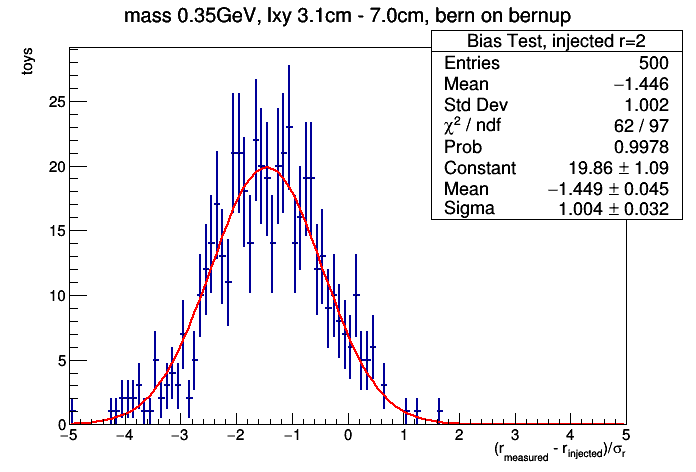 mass 0.35GeV, lxy 3.1cm - 7.0cm, bern on bernup
toys
Bias Test, injected r=2
Entries 500
Mean −1.446
Std Dev 1.002
χ² / ndf 62 / 97
Prob 0.9978
Constant 19.86 ± 1.09
Mean −1.449 ± 0.045
Sigma 1.004 ± 0.032
25
20
15
10
5
0
−5 −4 −3 −2 −1 0 1 2 3 4 5
(r_measured - r_injected)/σ_r